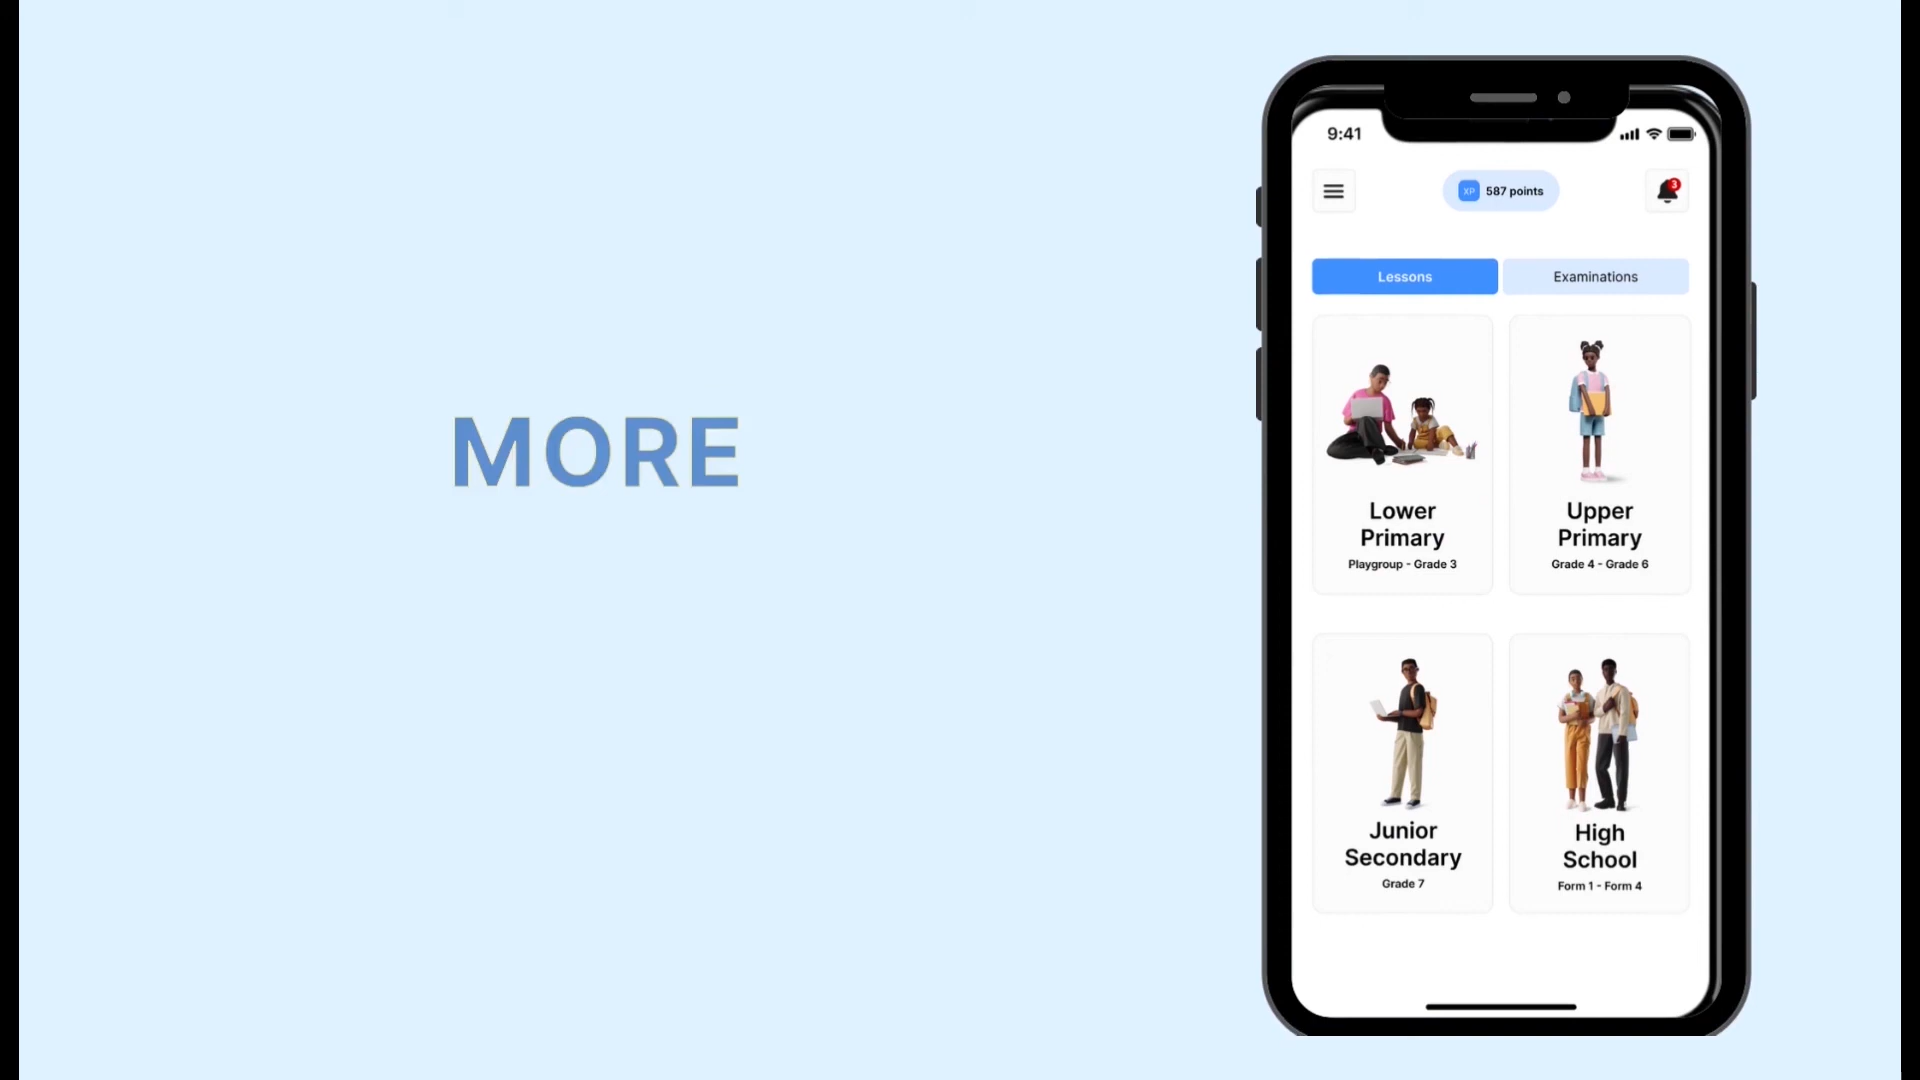 MORE
9:41
XP 587 points
3
Lessons Examinations
Lower
Primary
Playgroup - Grade 3
Upper
Primary
Grade 4 - Grade 6
Junior
Secondary
Grade 7
High
School
Form 1 - Form 4